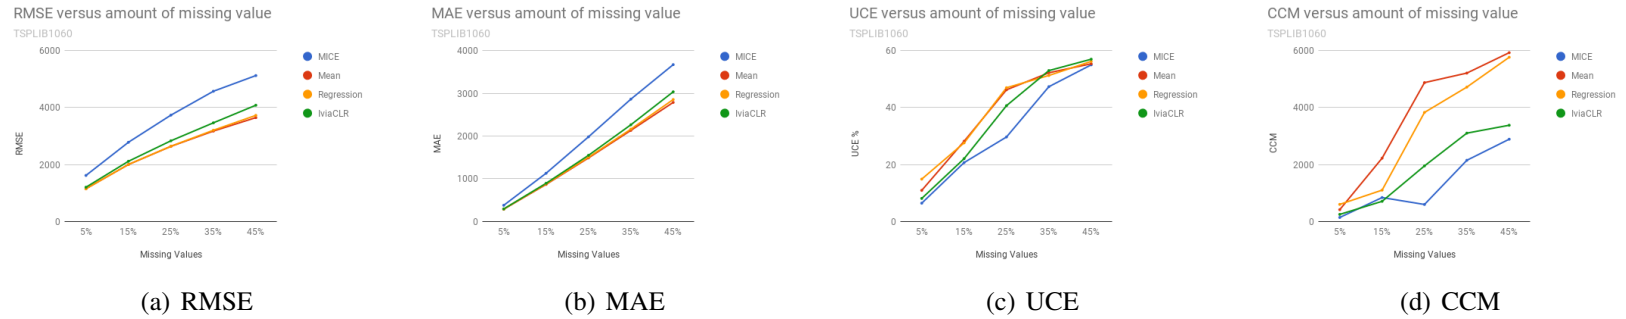 RMSE versus amount of missing value
TSPLIB1060
6000
4000
2000
0
RMSE
5% 15% 25% 35% 45%
Missing Values
MICE
Mean
Regression
IviaCLR
(a) RMSE
MAE versus amount of missing value
TSPLIB1060
4000
3000
2000
1000
0
MAE
5% 15% 25% 35% 45%
Missing Values
MICE
Mean
Regression
IviaCLR
(b) MAE
UCE versus amount of missing value
TSPLIB1060
60
40
20
0
UCE %
5% 15% 25% 35% 45%
Missing Values
MICE
Mean
Regression
IviaCLR
(c) UCE
CCM versus amount of missing value
TSPLIB1060
6000
4000
2000
0
CCM
5% 15% 25% 35% 45%
Missing Values
MICE
Mean
Regression
IviaCLR
(d) CCM